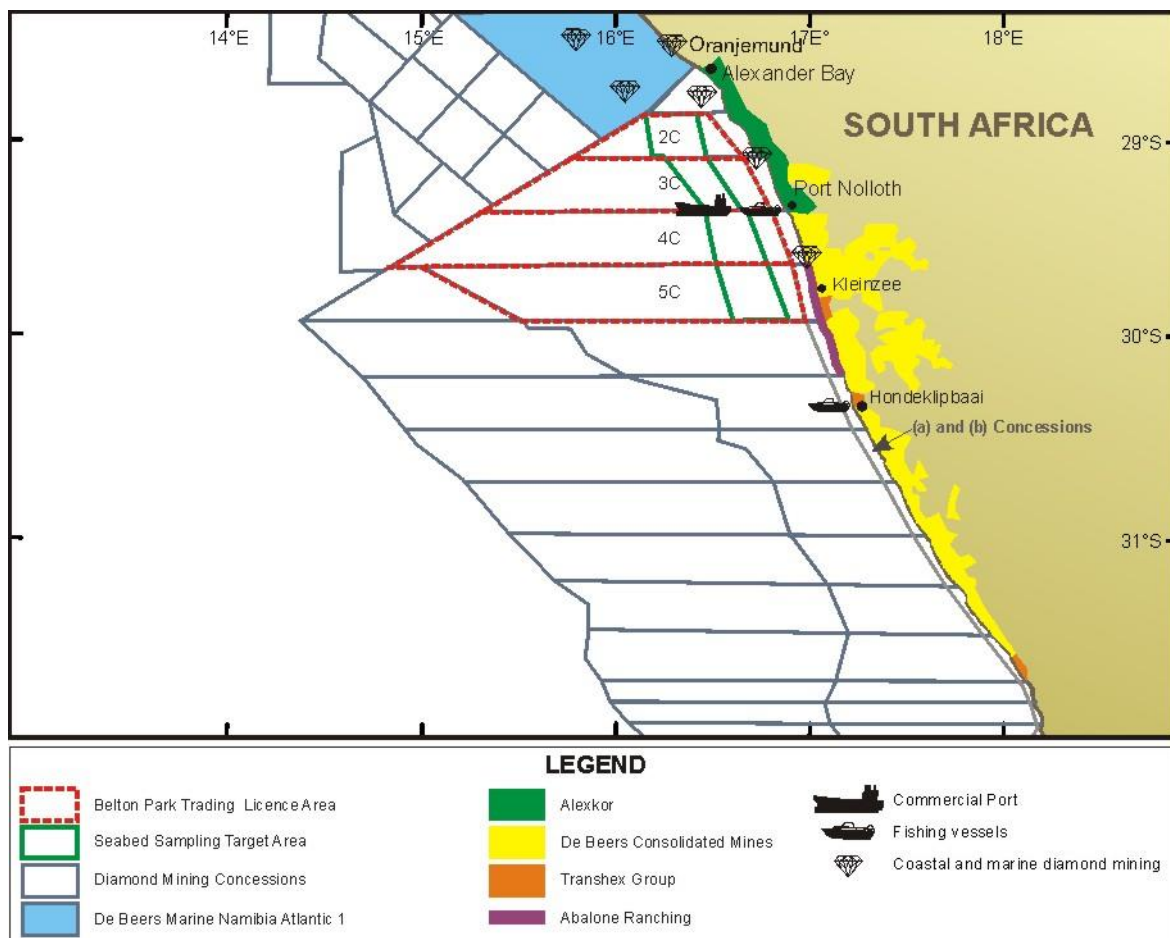 14°E
15°E
16°E
17°E
18°E
Oranjemund
Alexander Bay
SOUTH AFRICA
29°S
2C
3C
Port Nolloth
4C
Kleinzee
5C
30°S
Hondeklipbaai
(a) and (b) Concessions
31°S
LEGEND
Belton Park Trading Licence Area
Seabed Sampling Target Area
Diamond Mining Concessions
De Beers Marine Namibia Atlantic 1
Alexkor
De Beers Consolidated Mines
Transhex Group
Abalone Ranching
Commercial Port
Fishing vessels
Coastal and marine diamond mining